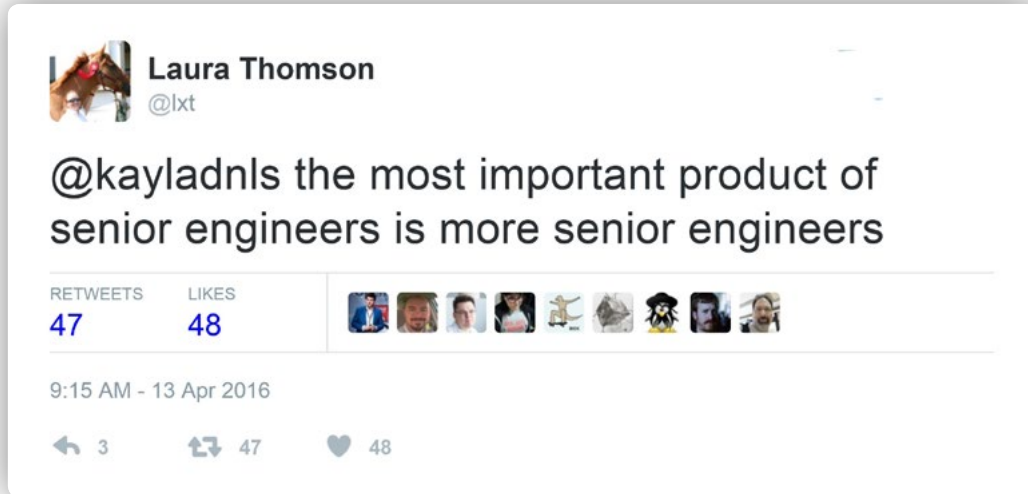 Laura Thomson
@lxt
@kayladnls the most important product of
senior engineers is more senior engineers
RETWEETS LIKES
47 48
9:15 AM - 13 Apr 2016
3 47 48